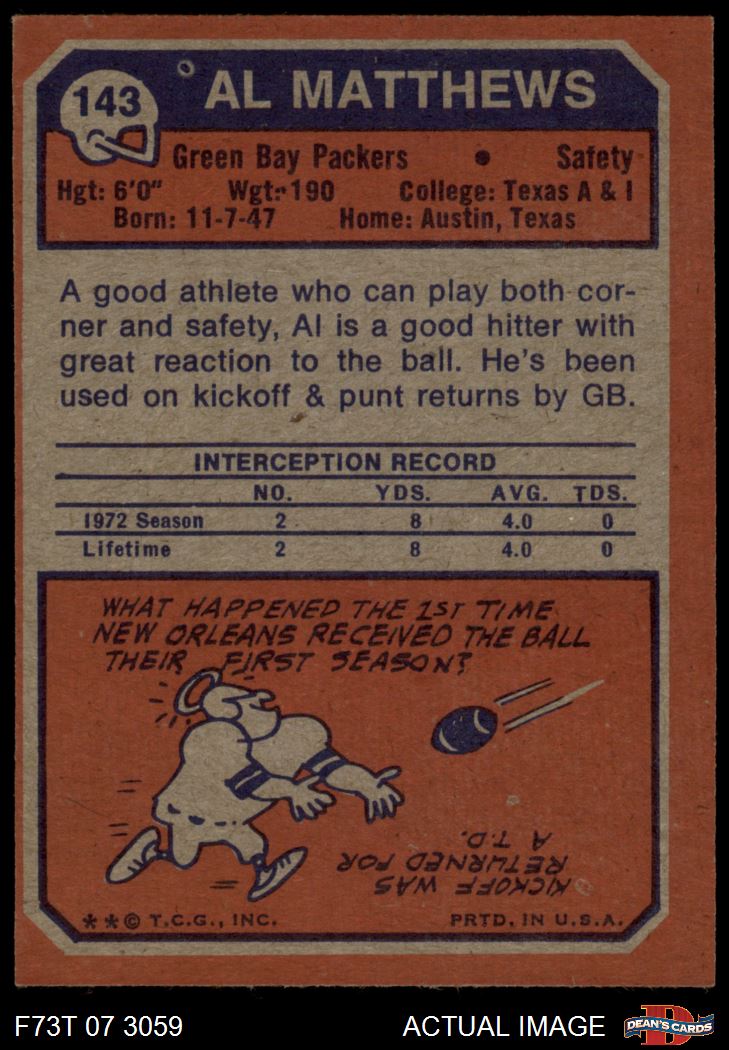 143
AL MATTHEWS
Green Bay Packers • Safety
Hgt: 6'0" Wgt: 190 College: Texas A & I
Born: 11-7-47 Home: Austin, Texas
A good athlete who can play both cor-
ner and safety, Al is a good hitter with
great reaction to the ball. He's been
used on kickoff & punt returns by GB.
INTERCEPTION RECORD
NO. YDS. AVG. TDS.
1972 Season 2 8 4.0 0
Lifetime 2 8 4.0 0
WHAT HAPPENED THE 1ST TIME
NEW ORLEANS RECEIVED THE BALL
THEIR FIRST SEASON?
KICKOFF WAS
RETURNED FOR
A T.D.
**© T.C.G., INC. PRTD. IN U.S.A.
F73T 07 3059 ACTUAL IMAGE
D
DEAN'S CARDS